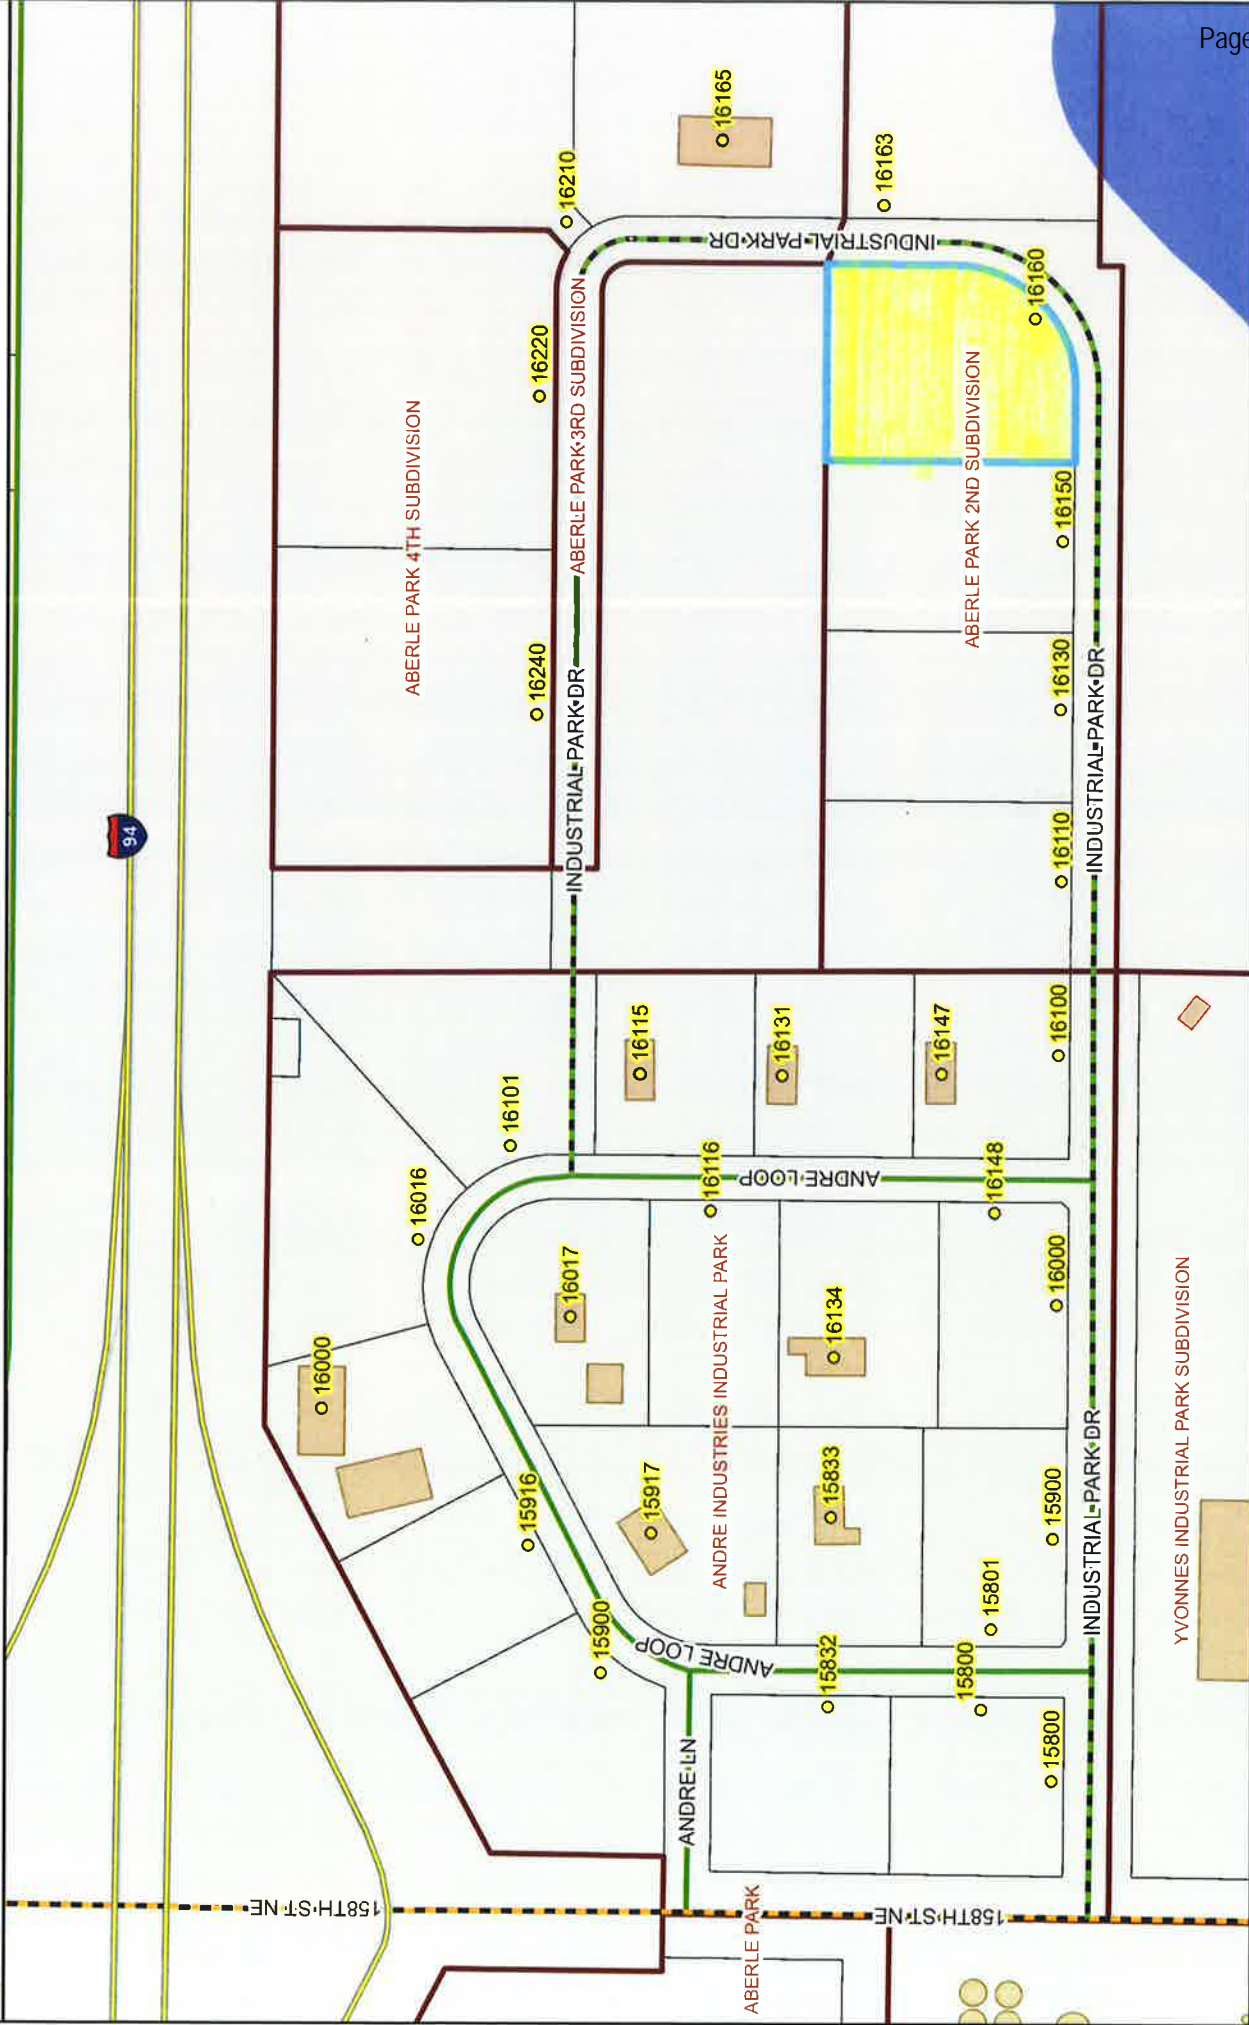 Page
94
16165
16210
16163
INDUSTRIAL PARK DR
16160
16220
ABERLE PARK 3RD SUBDIVISION
ABERLE PARK 4TH SUBDIVISION
ABERLE PARK 2ND SUBDIVISION
16150
16240
INDUSTRIAL PARK DR
16130
INDUSTRIAL PARK DR
16110
16115
16131
16147
16100
16101
16016
16116
ANDRE LOOP
16148
16017
16000
16134
16000
ANDRE INDUSTRIES INDUSTRIAL PARK
YVONNES INDUSTRIAL PARK SUBDIVISION
INDUSTRIAL PARK DR
15916
15917
15833
15900
15801
15900
ANDRE LOOP
15832
15800
15800
ANDRE LN
158TH ST NE
158TH ST NE
ABERLE PARK